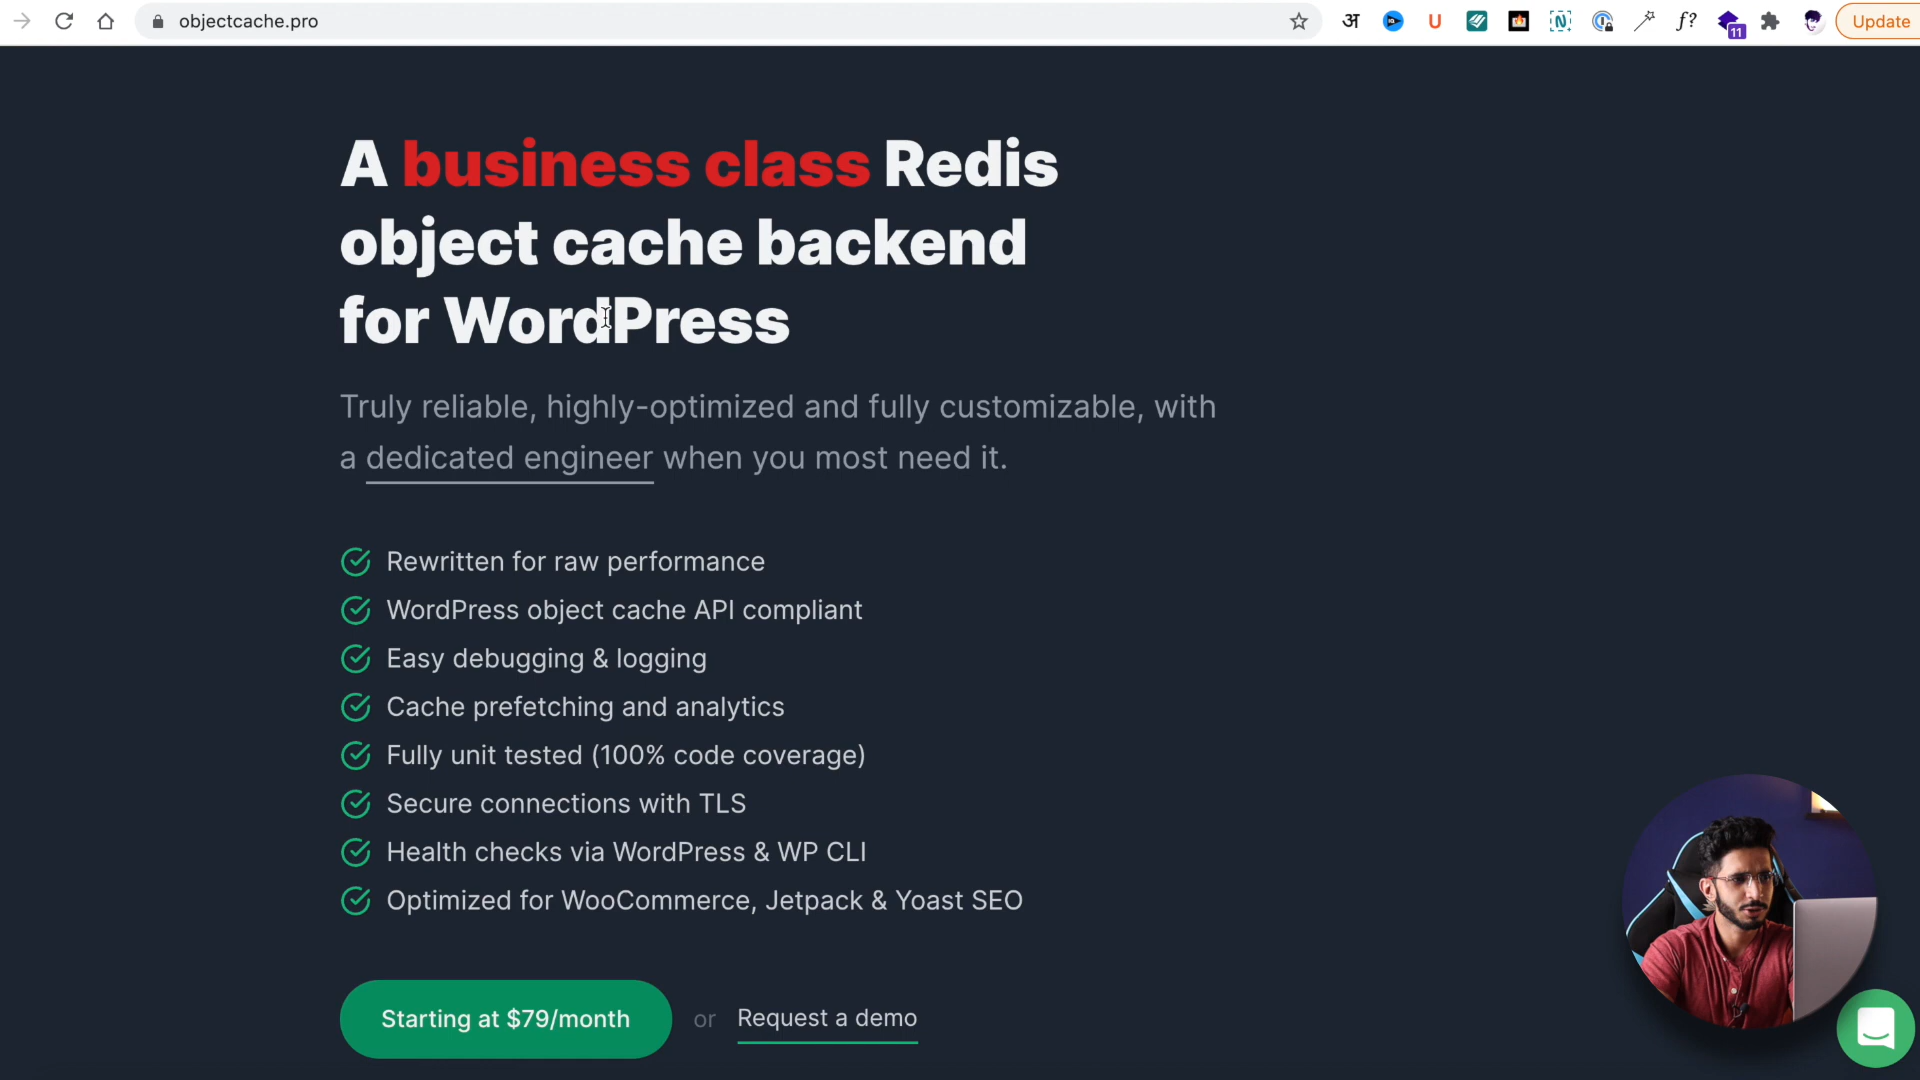 objectcache.pro
अ
U
f?
11
Update
A business class Redis
object cache backend
for WordPress
Truly reliable, highly-optimized and fully customizable, with
a dedicated engineer when you most need it.
Rewritten for raw performance
WordPress object cache API compliant
Easy debugging & logging
Cache prefetching and analytics
Fully unit tested (100% code coverage)
Secure connections with TLS
Health checks via WordPress & WP CLI
Optimized for WooCommerce, Jetpack & Yoast SEO
Starting at $79/month or Request a demo